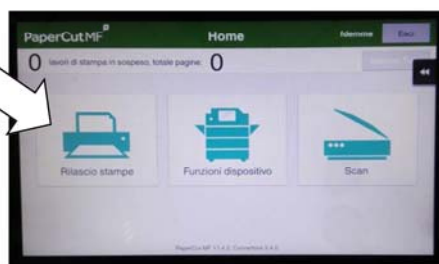 PaperCutMF
Home
Esci
0 lavori di stampa in sospeso, totale pagine: 0
Rilascio stampe
Funzioni dispositivo
Scan